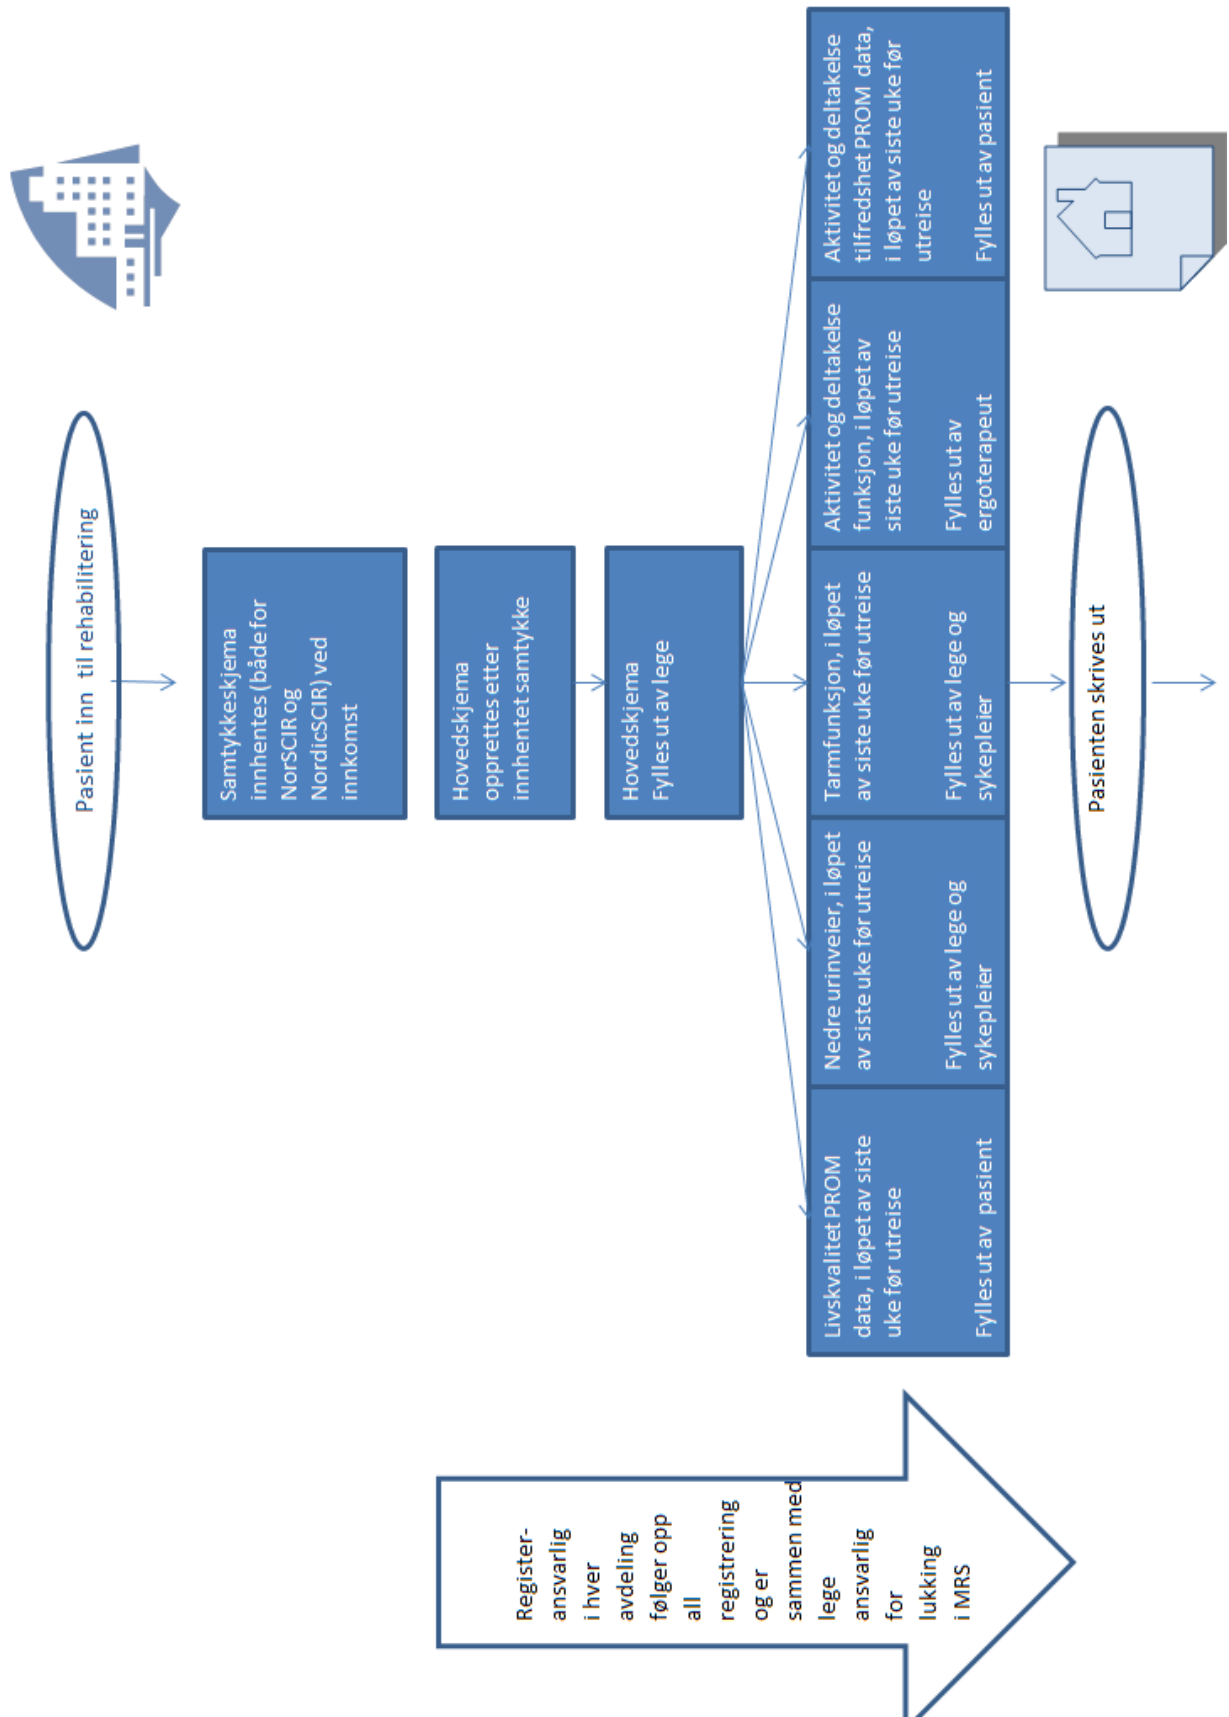 Pasient inn til rehabilitering
Samtykkeskjema
innhentes (både for
NorSCIR og
NordicSCIR) ved
innkomst
Hovedskjema
opprettes etter
innhentet samtykke
Hovedskjema
Fylles ut av lege
Livskvalitet PROM
data, i løpet av siste
uke før utreise
Fylles ut av pasient
Nedre urinveier, i løpet
av siste uke før utreise
Fylles ut av lege og
sykepleier
Tarmfunksjon, i løpet
av siste uke før utreise
Fylles ut av lege og
sykepleier
Aktivitet og deltakelse
funksjon, i løpet av
siste uke før utreise
Fylles ut av
ergoterapeut
Aktivitet og deltakelse
tilfredshet PROM data,
i løpet av siste uke før
utreise
Fylles ut av pasient
Pasienten skrives ut
Register-
ansvarlig
i hver
avdeling
følger opp
all
registrering
og er
sammen med
lege
ansvarlig
for
lukking
i MRS